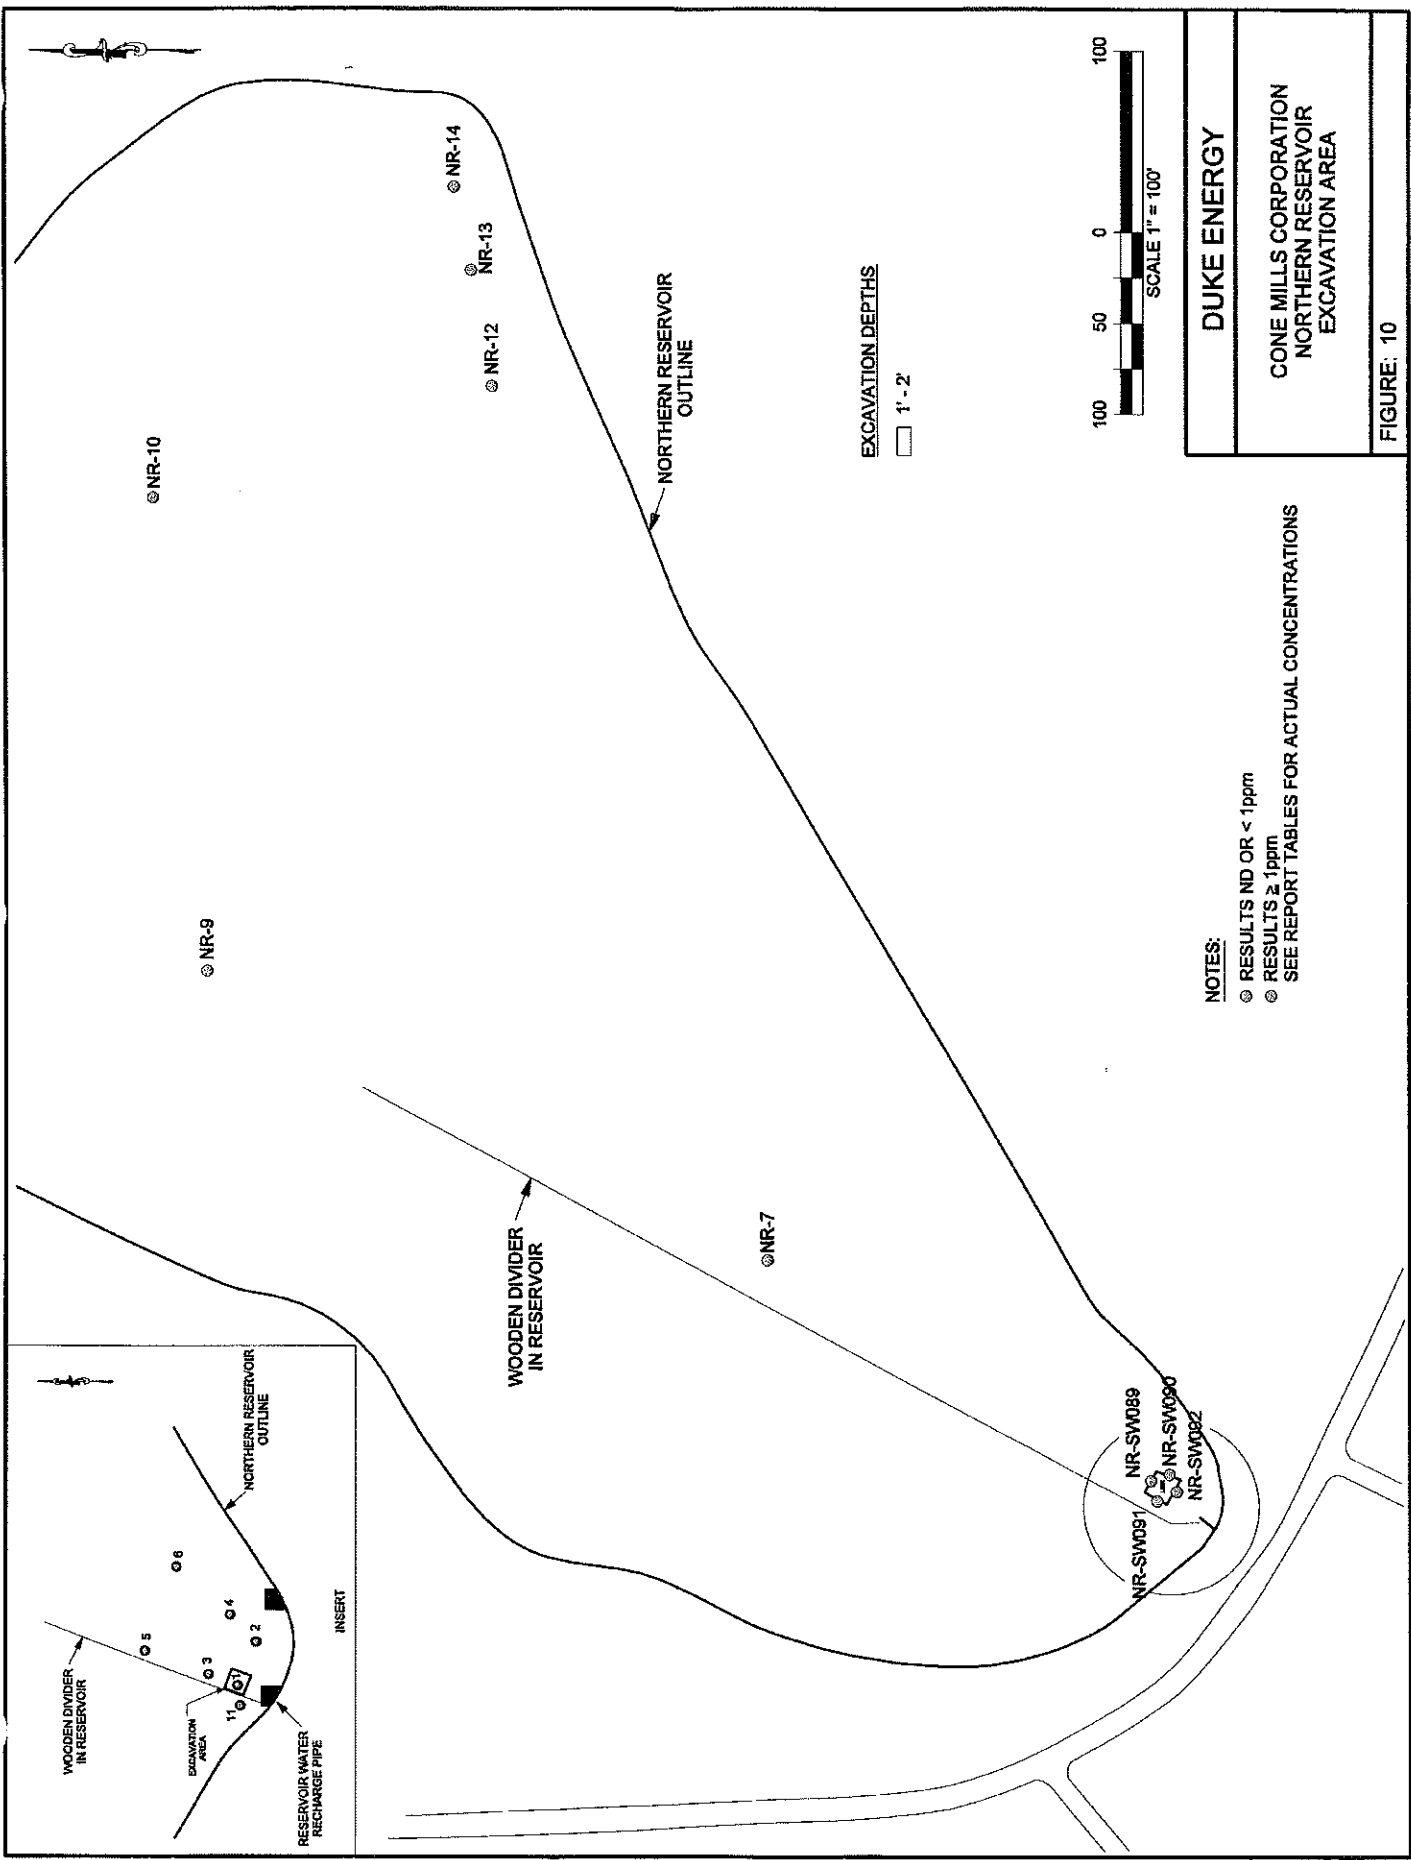 WOODEN DIVIDER
IN RESERVOIR
5
6
3
4
EXCAVATION
AREA
11
1
2
NORTHERN RESERVOIR
OUTLINE
RESERVOIR WATER
RECHARGE PIPE
INSERT
NR-9
NR-10
NR-12
NR-13
NR-14
WOODEN DIVIDER
IN RESERVOIR
NR-7
NORTHERN RESERVOIR
OUTLINE
NR-SW091
NR-SW089
NR-SW090
NR-SW092
EXCAVATION DEPTHS
1' - 2'
NOTES:
RESULTS ND OR < 1ppm
RESULTS ≥ 1ppm
SEE REPORT TABLES FOR ACTUAL CONCENTRATIONS
100 50 0 100
SCALE 1" = 100'
DUKE ENERGY
CONE MILLS CORPORATION
NORTHERN RESERVOIR
EXCAVATION AREA
FIGURE: 10